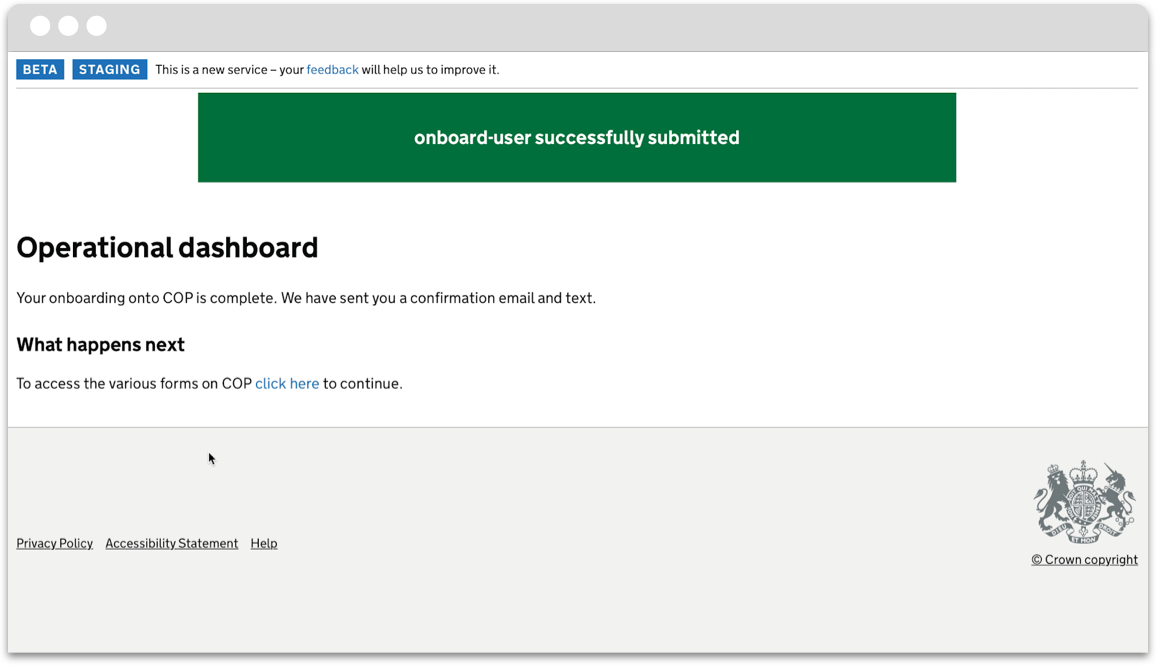 BETA STAGING This is a new service – your feedback will help us to improve it.
onboard-user successfully submitted
Operational dashboard
Your onboarding onto COP is complete. We have sent you a confirmation email and text.
What happens next
To access the various forms on COP click here to continue.
Privacy Policy Accessibility Statement Help
© Crown copyright